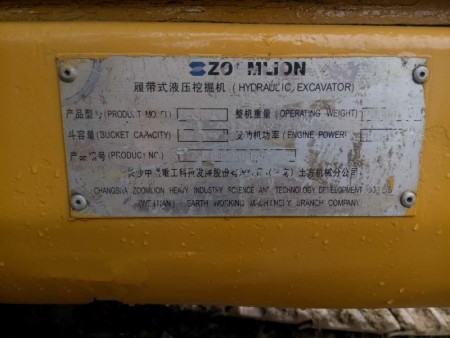 ZOOMLION
履带式液压挖掘机 (HYDRAULIC EXCAVATOR)
产品型号 (PRODUCT MODEL) 整机重量 (OPERATING WEIGHT)
斗容量 (BUCKET CAPACITY) 发动机功率 (ENGINE POWER)
产品编号 (PRODUCT NO.)
长沙中联重工科技发展股份有限公司 土方机械分公司
CHANGSHA ZOOMLION HEAVY INDUSTRY SCIENCE AND TECHNOLOGY DEVELOPMENT CO.,LTD
EARTH WORKING MACHINERY BRANCH COMPANY